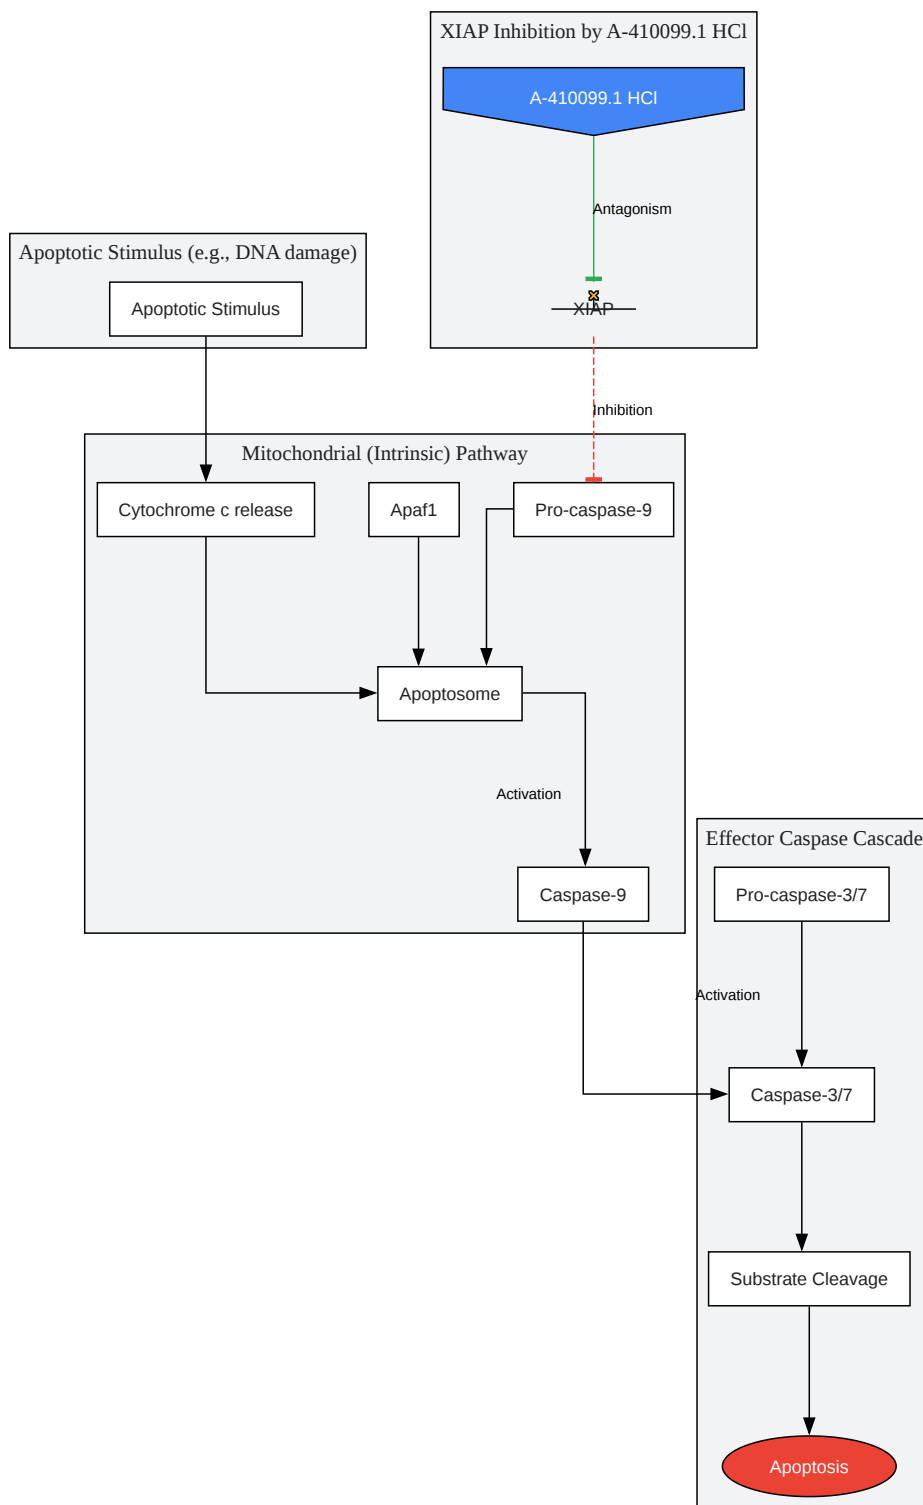 XIAP Inhibition by A-410099.1 HCl
A-410099.1 HCl
Antagonism
XIAP
Apoptotic Stimulus (e.g., DNA damage)
Apoptotic Stimulus
Inhibition
Mitochondrial (Intrinsic) Pathway
Cytochrome c release
Apaf1
Pro-caspase-9
Apoptosome
Activation
Caspase-9
Effector Caspase Cascade
Pro-caspase-3/7
Activation
Caspase-3/7
Substrate Cleavage
Apoptosis